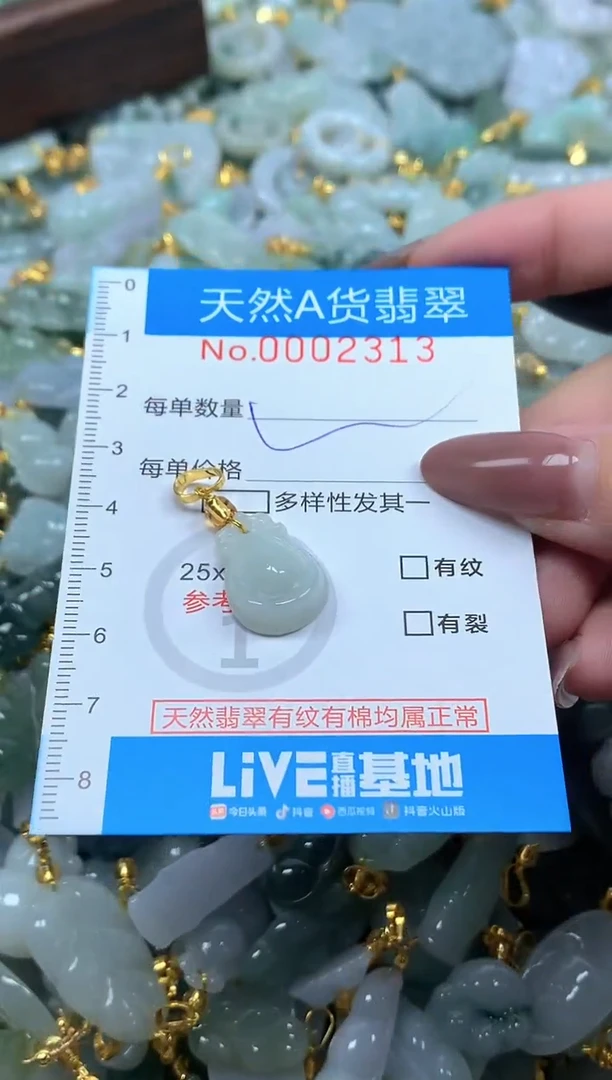 天然A货翡翠
No.0002313
每单数量
每单价格
多样性发其一
25x
参考
有纹
有裂
1
天然翡翠有纹有棉均属正常
LiVE直播基地
今日头条 抖音 西瓜视频 抖音火山版
0
1
2
3
4
5
6
7
8